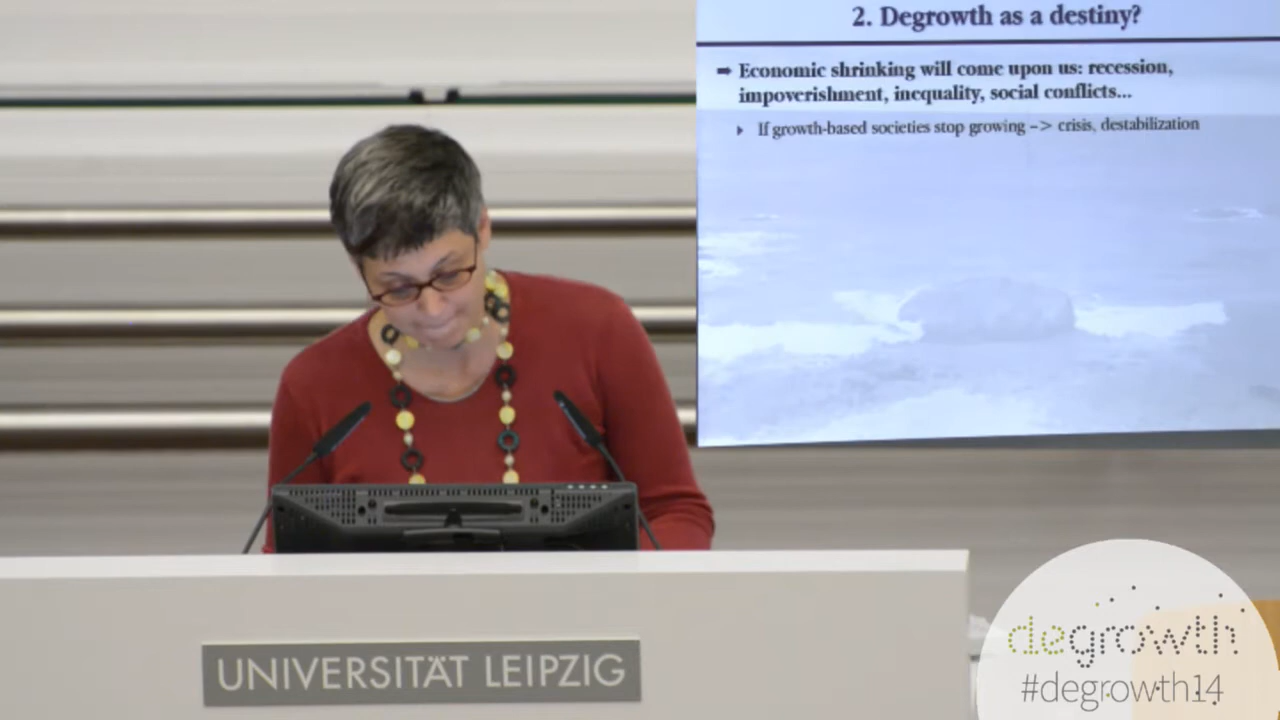 2. Degrowth as a destiny?
➡ Economic shrinking will come upon us: recession,
impoverishment, inequality, social conflicts...
▸ If growth-based societies stop growing –> crisis, destabilization
UNIVERSITÄT LEIPZIG
degrowth
#degrowth14